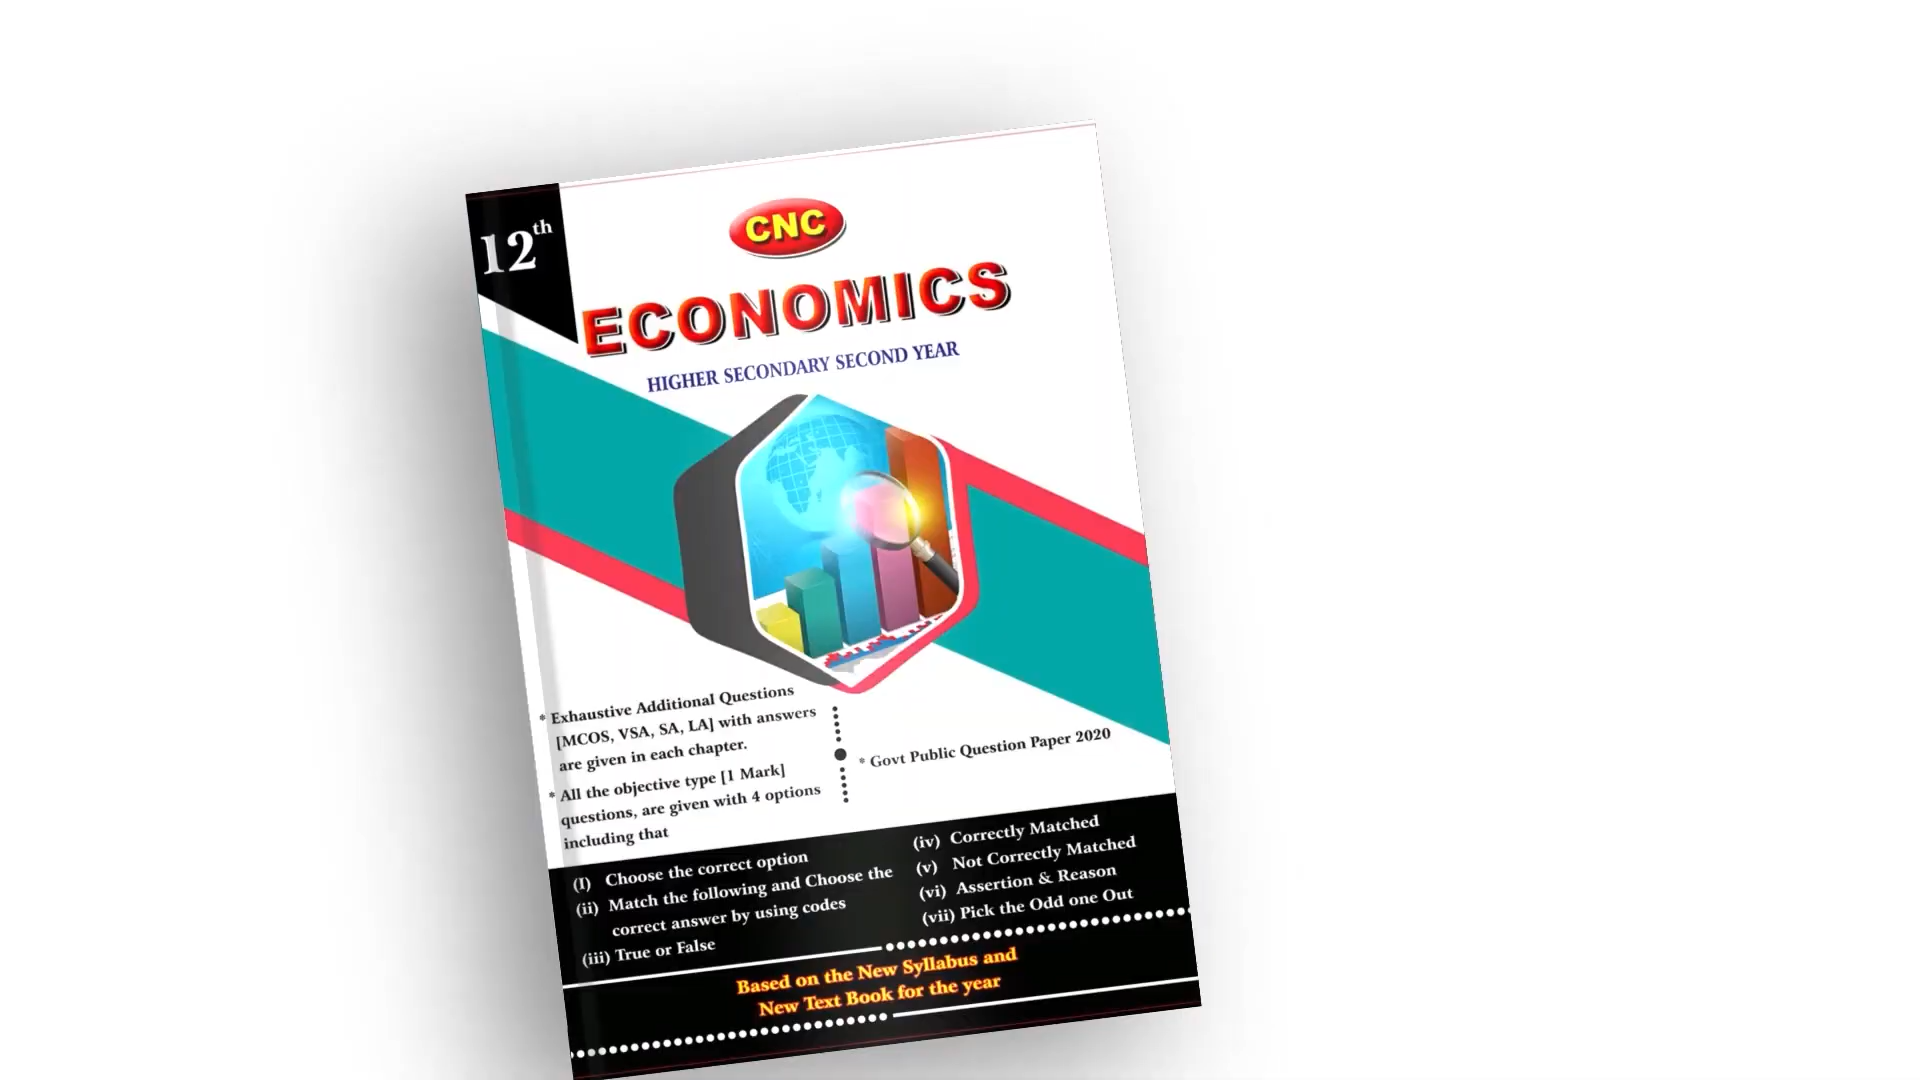 12th
CNC
ECONOMICS
HIGHER SECONDARY SECOND YEAR
* Exhaustive Additional Questions
[MCOS, VSA, SA, LA] with answers
are given in each chapter.
* All the objective type [1 Mark]
questions, are given with 4 options
including that
* Govt Public Question Paper 2020
(I) Choose the correct option
(ii) Match the following and Choose the
correct answer by using codes
(iii) True or False
(iv) Correctly Matched
(v) Not Correctly Matched
(vi) Assertion & Reason
(vii) Pick the Odd one Out
Based on the New Syllabus and
New Text Book for the year